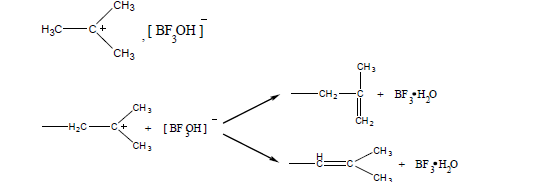 CH3
H3C C+
CH3 , [ BF3OH ]−
CH3
CH2 C + BF3•H2O
CH2
CH3
H2C C+ + [ BF3OH ] −
CH3
H
C C CH3 + BF3•H2O
CH3